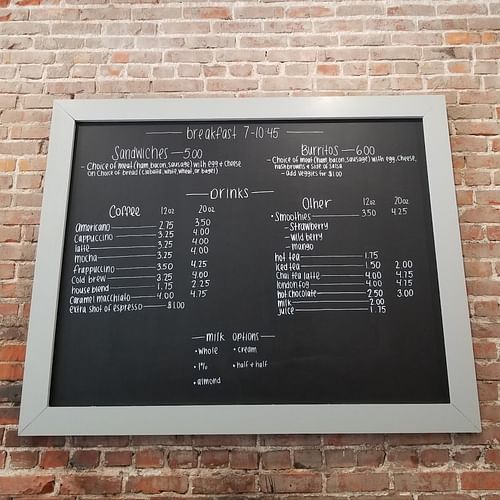 breakfast 7-10:45
Sandwiches — 5.00
- Choice of meat (ham, bacon, sausage) with egg & cheese
on Choice of bread (ciabatta, white, wheat, or bagel)
Burritos — 6.00
- Choice of meat (ham, bacon, sausage) with egg, cheese,
hashbrowns & side of salsa
- add veggies for $1.00
Drinks
Coffee 12oz 20oz
Americano 2.75 3.50
Cappuccino 3.25 4.00
latte 3.25 4.00
mocha 3.25 4.00
frappuccino 3.50 4.25
Cold brew 3.25 4.00
house blend 1.75 2.25
Caramel macchiato 4.00 4.75
extra shot of espresso $1.00
Other 12oz 20oz
• Smoothies 3.50 4.25
- Strawberry
- Wild berry
- mango
hot tea 1.75
iced tea 1.50 2.00
Chai tea latte 4.00 4.75
london fog 4.00 4.75
hot chocolate 2.50 3.00
milk 2.00
juice 1.75
milk options
• whole • cream
• 1% • half & half
• almond